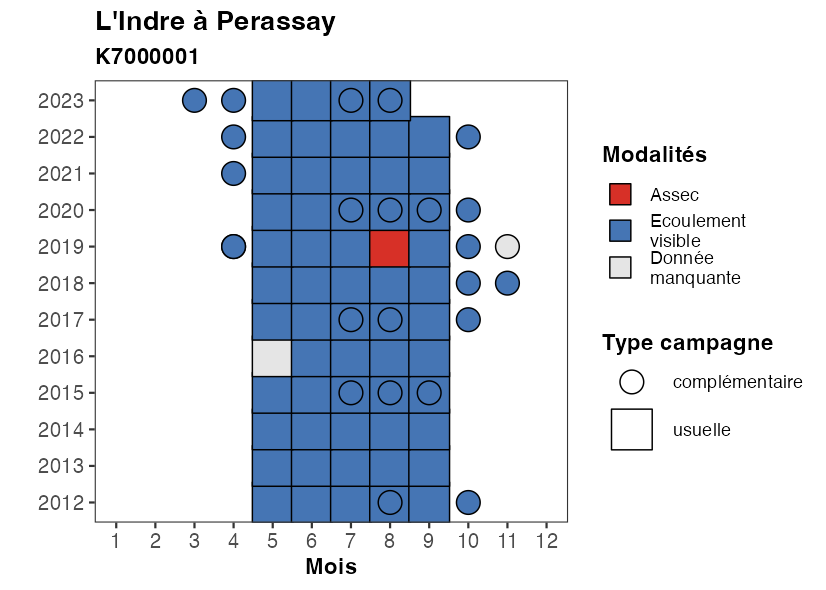 L'Indre à Perassay
K7000001
2023
2022
2021
2020
2019
2018
2017
2016
2015
2014
2013
2012
1 2 3 4 5 6 7 8 9 10 11 12
Mois
Modalités
Assec
Ecoulement
visible
Donnée
manquante
Type campagne
complémentaire
usuelle